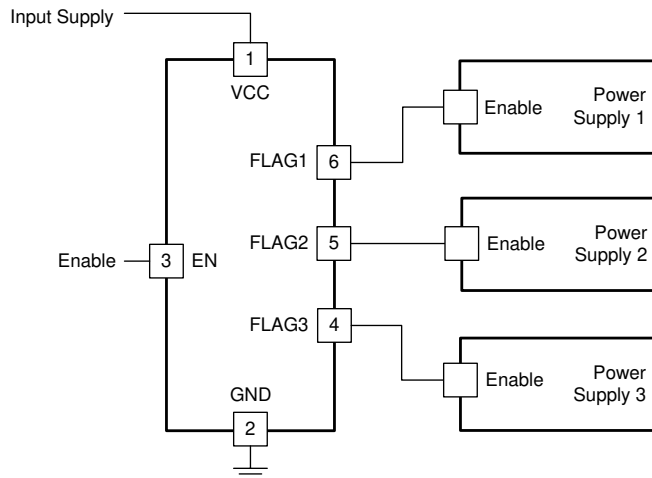 Input Supply
1
VCC
FLAG1
6
Enable
Power
Supply 1
FLAG2
5
Enable
Power
Supply 2
Enable
3
EN
FLAG3
4
Enable
Power
Supply 3
GND
2